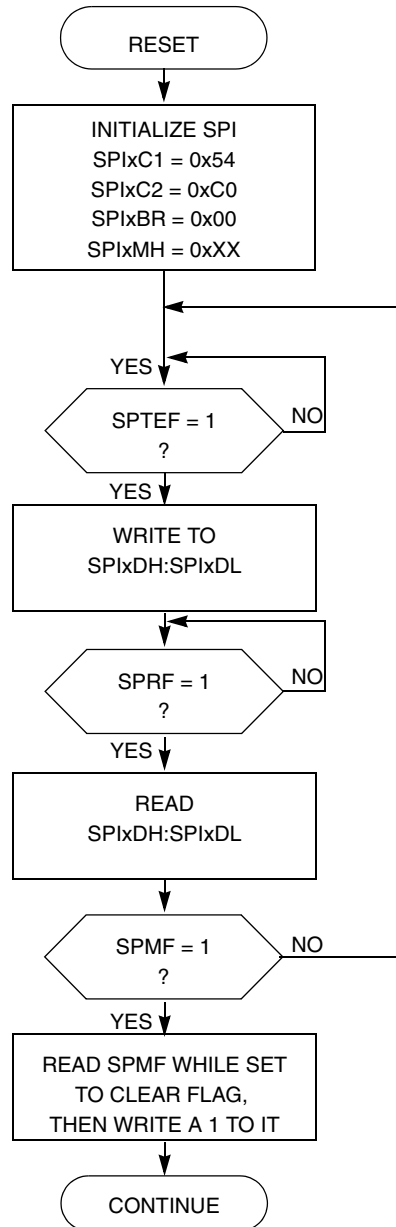 RESET
INITIALIZE SPI
SPIxC1 = 0x54
SPIxC2 = 0xC0
SPIxBR = 0x00
SPIxMH = 0xXX
YES
SPTEF = 1
?
NO
YES
WRITE TO
SPIxDH:SPIxDL
SPRF = 1
?
NO
YES
READ
SPIxDH:SPIxDL
SPMF = 1
?
NO
YES
READ SPMF WHILE SET
TO CLEAR FLAG,
THEN WRITE A 1 TO IT
CONTINUE